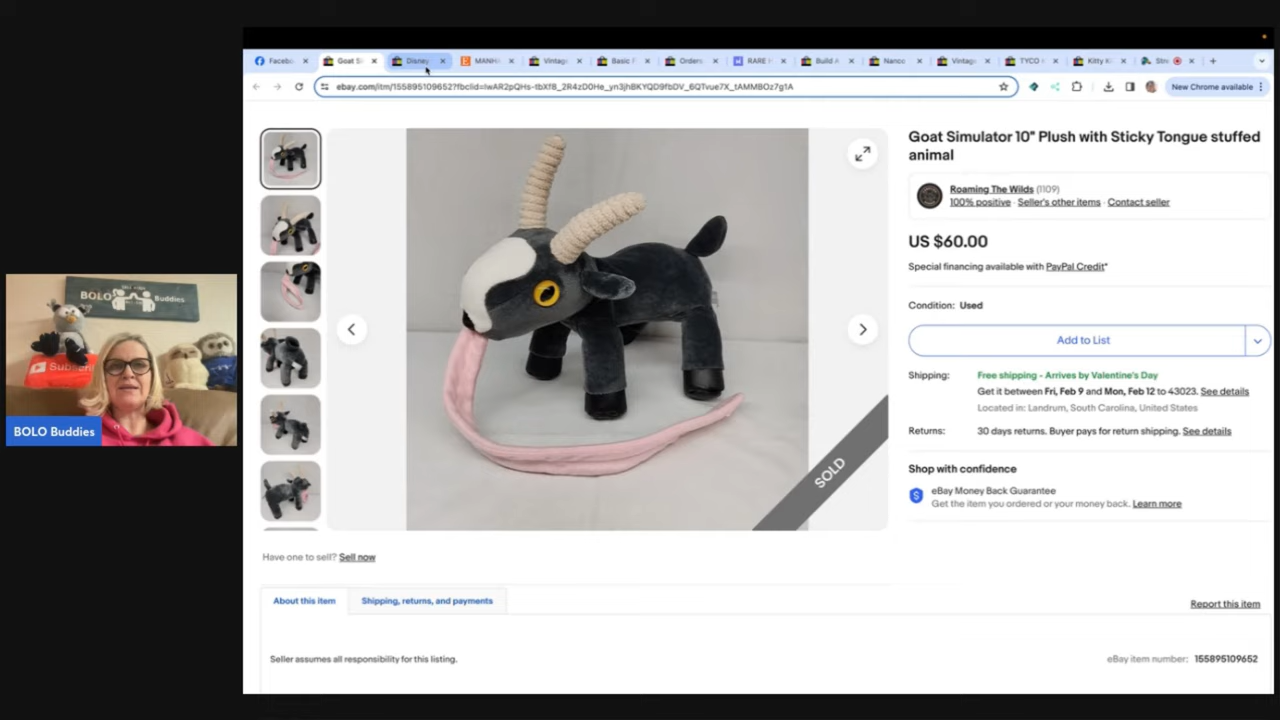 Facebo
Goat Si
Disney
MANH
Vintage
Basic F
Orders
RARE
Build A
Nanco
Vintage
TYCO
Kitty Ki
Stre
ebay.com/itm/155895109652?fbclid=IwAR2pQHs-tbXfB_2R4zD0He_yn3jhBKYQD9fbDV_6QTvue7X_tAMMBOz7g1A
New Chrome available
Goat Simulator 10" Plush with Sticky Tongue stuffed
animal
Roaming The Wilds (1109)
100% positive · Seller's other items · Contact seller
US $60.00
Special financing available with PayPal Credit*
Condition: Used
Add to List
Shipping: Free shipping - Arrives by Valentine's Day
Get it between Fri, Feb 9 and Mon, Feb 12 to 43023. See details
Located in: Landrum, South Carolina, United States
Returns: 30 days returns. Buyer pays for return shipping. See details
Shop with confidence
eBay Money Back Guarantee
Get the item you ordered or your money back. Learn more
SOLD
BOLO Buddies
Subscri
BOLO Buddies
Have one to sell? Sell now
About this item
Shipping, returns, and payments
Report this item
Seller assumes all responsibility for this listing.
eBay item number: 155895109652